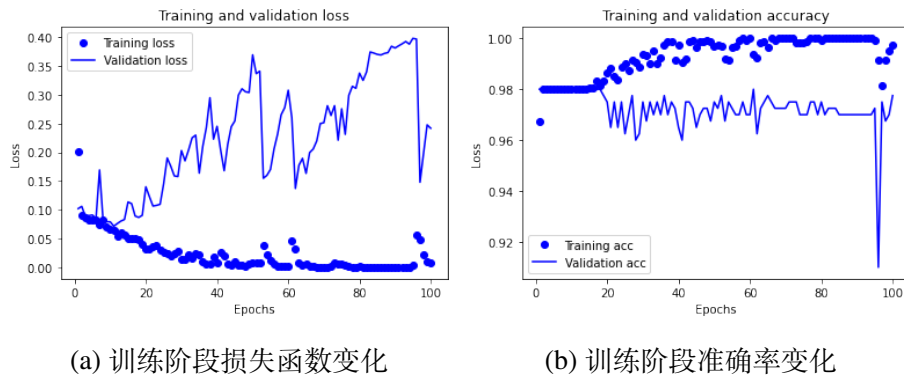 Training and validation loss
Training loss
Validation loss
Loss
0.40
0.35
0.30
0.25
0.20
0.15
0.10
0.05
0.00
0
20
40
60
80
100
Epochs
(a) 训练阶段损失函数变化
Training and validation accuracy
Loss
1.00
0.98
0.96
0.94
0.92
Training acc
Validation acc
0
20
40
60
80
100
Epochs
(b) 训练阶段准确率变化